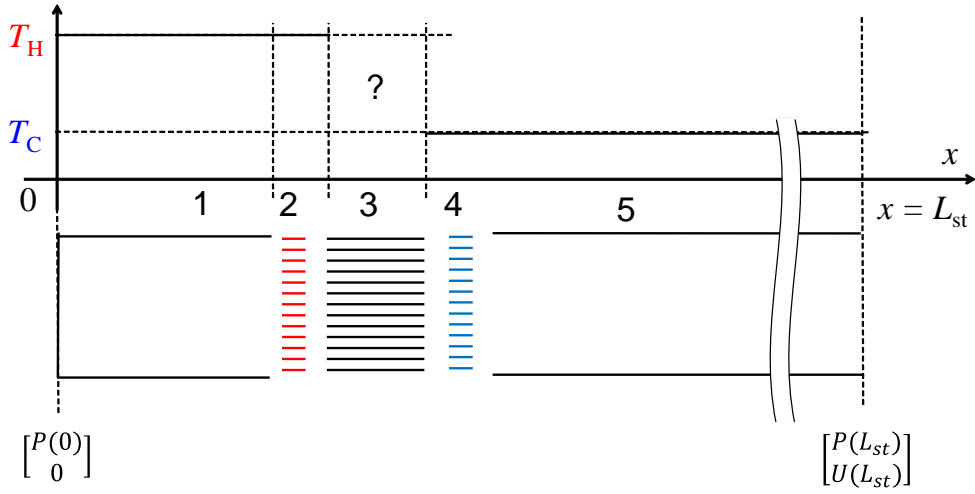 T_H
?
T_C
x
0
1 2 3 4 5
x = L_st
[P(0) 0]
[P(L_st) U(L_st)]